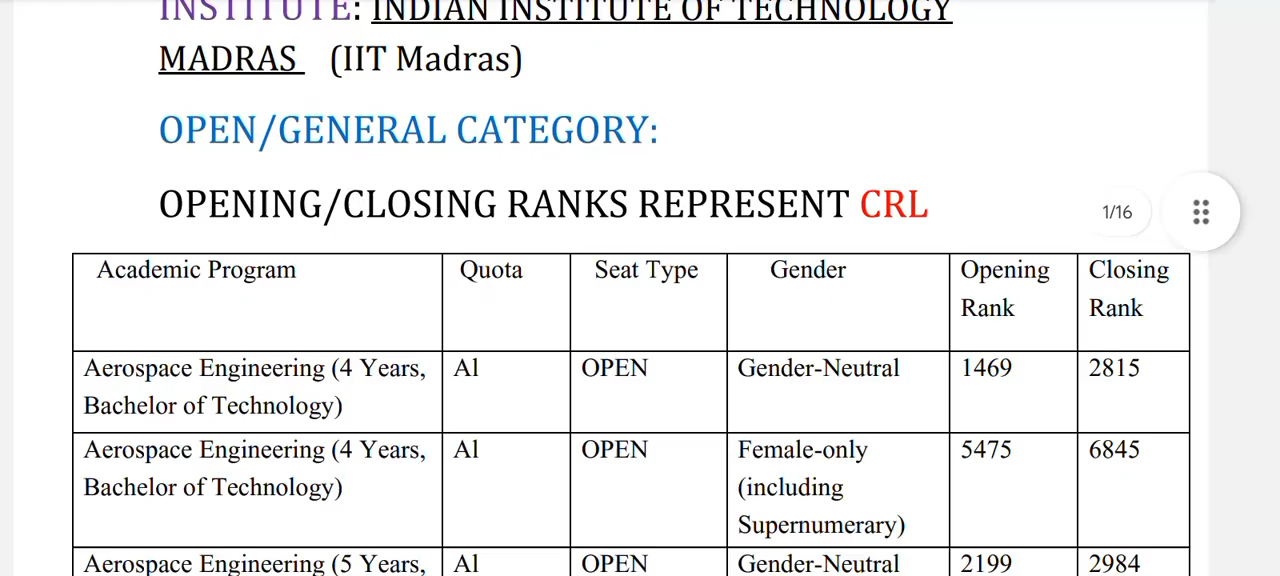 INSTITUTE: INDIAN INSTITUTE OF TECHNOLOGY
MADRAS (IIT Madras)
OPEN/GENERAL CATEGORY:
OPENING/CLOSING RANKS REPRESENT CRL
1/16
Academic Program Quota Seat Type Gender Opening Rank Closing Rank
Aerospace Engineering (4 Years, Bachelor of Technology) Al OPEN Gender-Neutral 1469 2815
Aerospace Engineering (4 Years, Bachelor of Technology) Al OPEN Female-only (including Supernumerary) 5475 6845
Aerospace Engineering (5 Years, Al OPEN Gender-Neutral 2199 2984